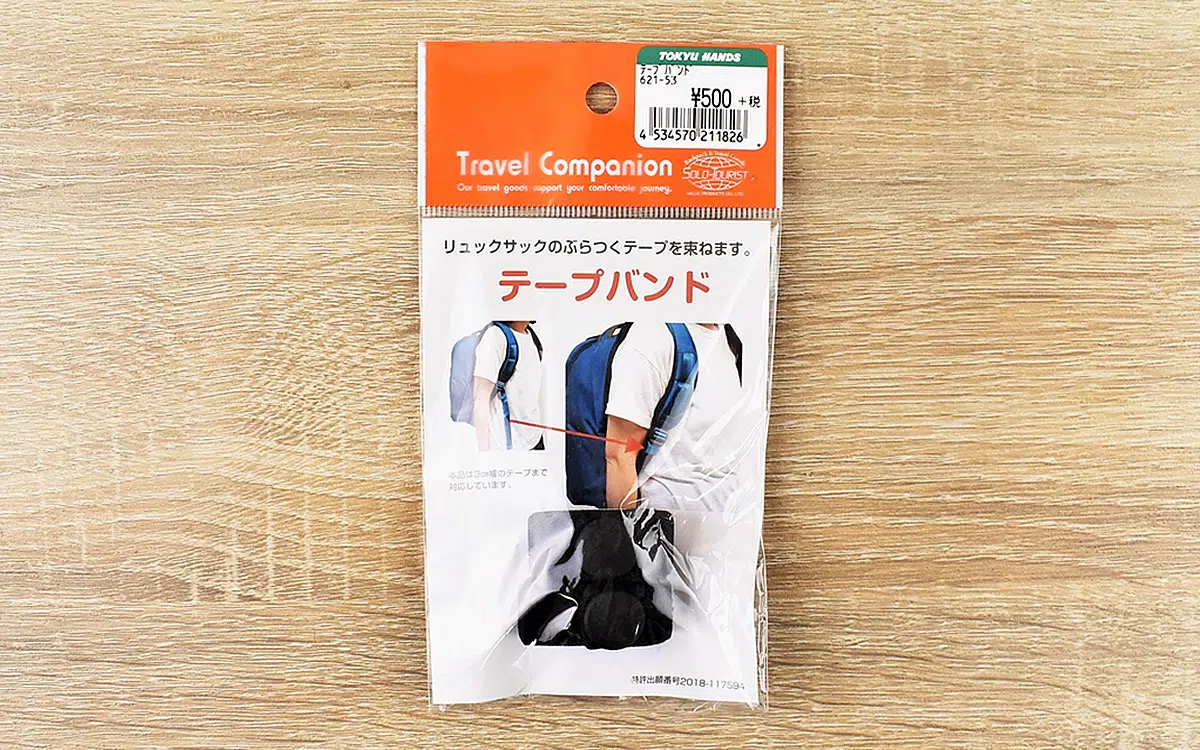 TOKYU HANDS
テープバンド
621-53
¥500 +税
4 534570 211826
Travel Companion
Our travel goods support your comfortable journey.
SOLO-TOURIST
リュックサックのぶらつくテープを束ねます。
テープバンド
本品は3cm幅のテープまで
対応しています。
特許出願番号2018-117594